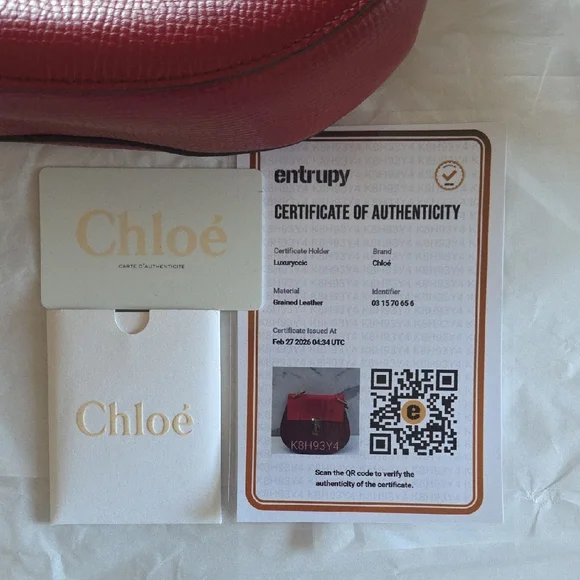 Chloé
CARTE D'AUTHENTICITÉ
Chloé
entrupy
CERTIFICATE OF AUTHENTICITY
Certificate Holder Brand
Luxuryccic Chloé
Material Identifier
Grained Leather 03 15 70 65 6
Certificate Issued At
Feb 27 2026 04:34 UTC
K8H93Y4
e
Scan the QR code to verify the
authenticity of the certificate.